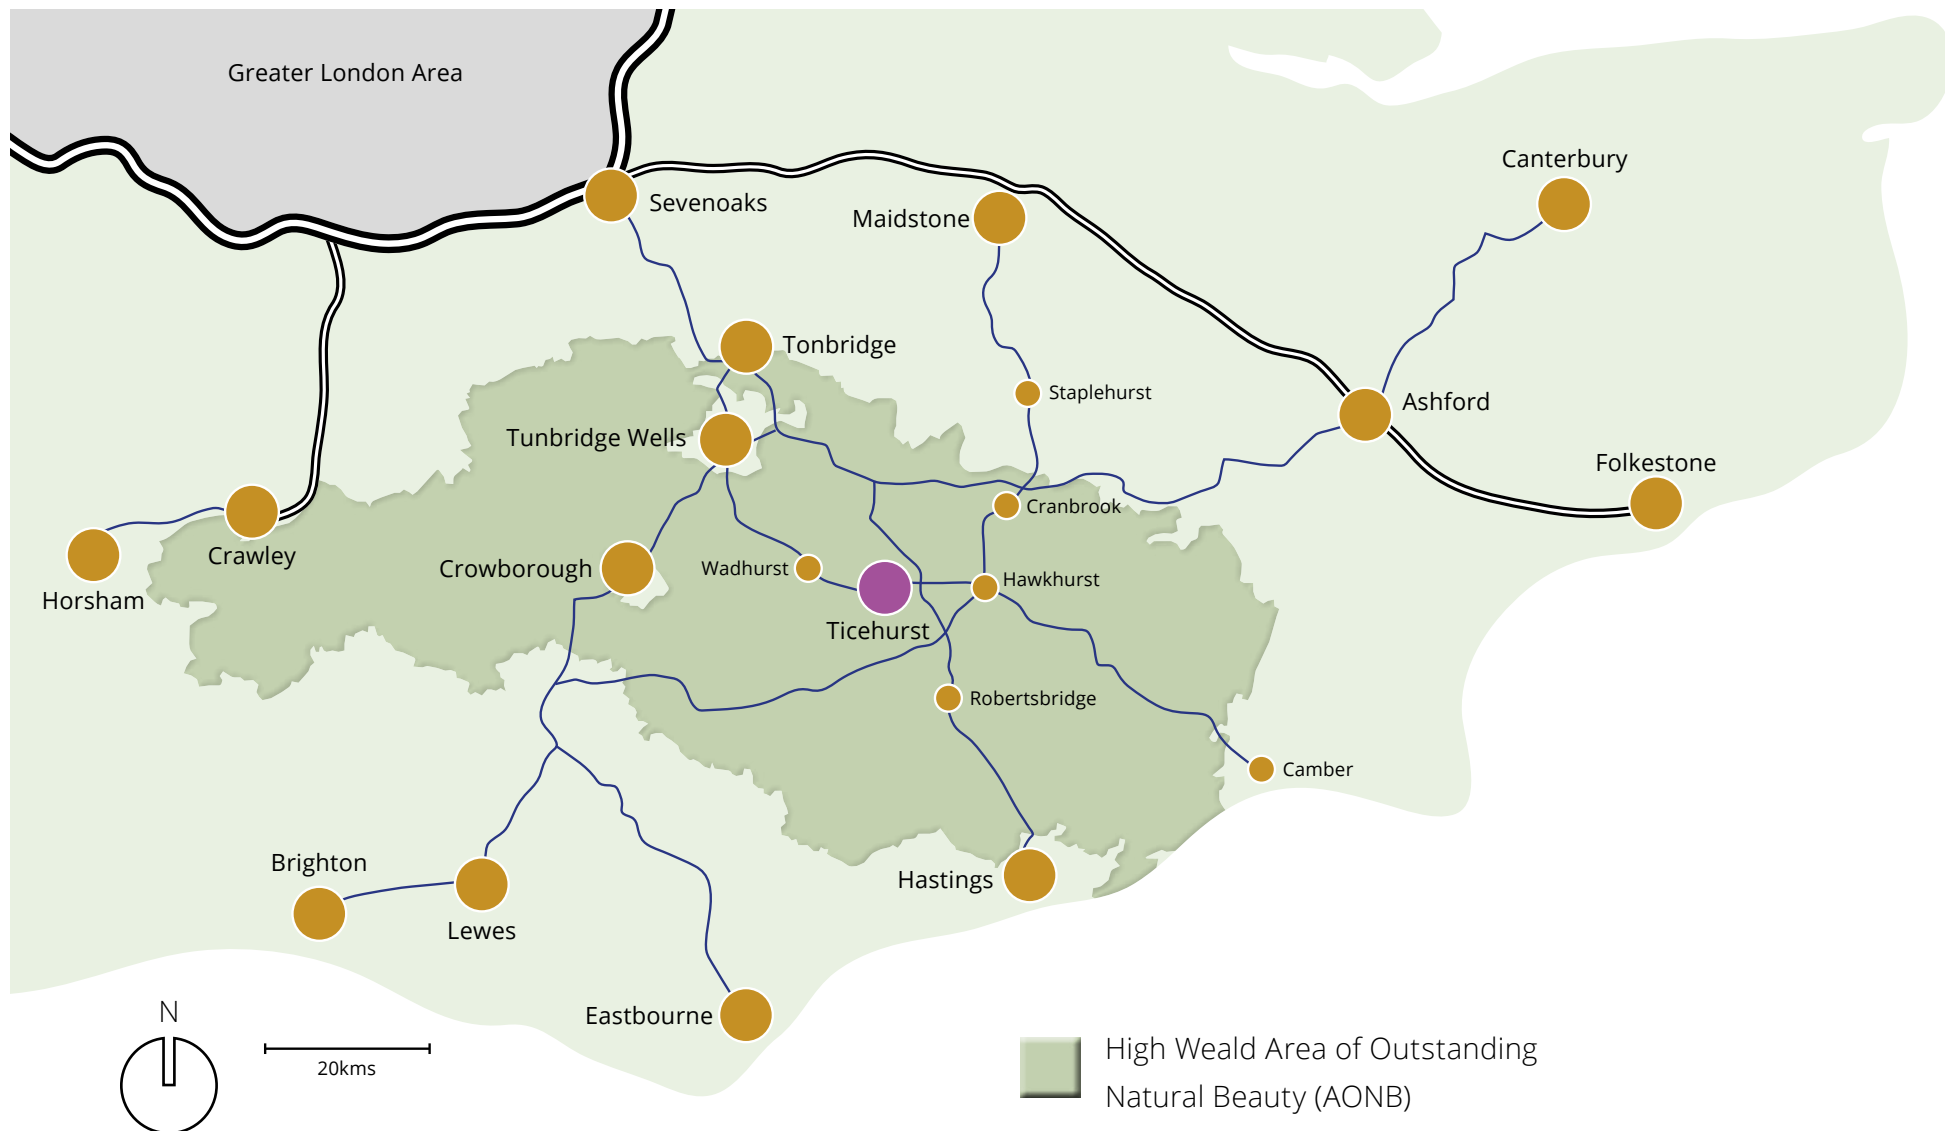 Greater London Area
Canterbury
Sevenoaks
Maidstone
Tonbridge
Staplehurst
Ashford
Tunbridge Wells
Folkestone
Cranbrook
Crawley
Horsham
Crowborough
Wadhurst
Hawkhurst
Ticehurst
Robertsbridge
Camber
Brighton
Hastings
Lewes
Eastbourne
N
20kms
High Weald Area of Outstanding
Natural Beauty (AONB)